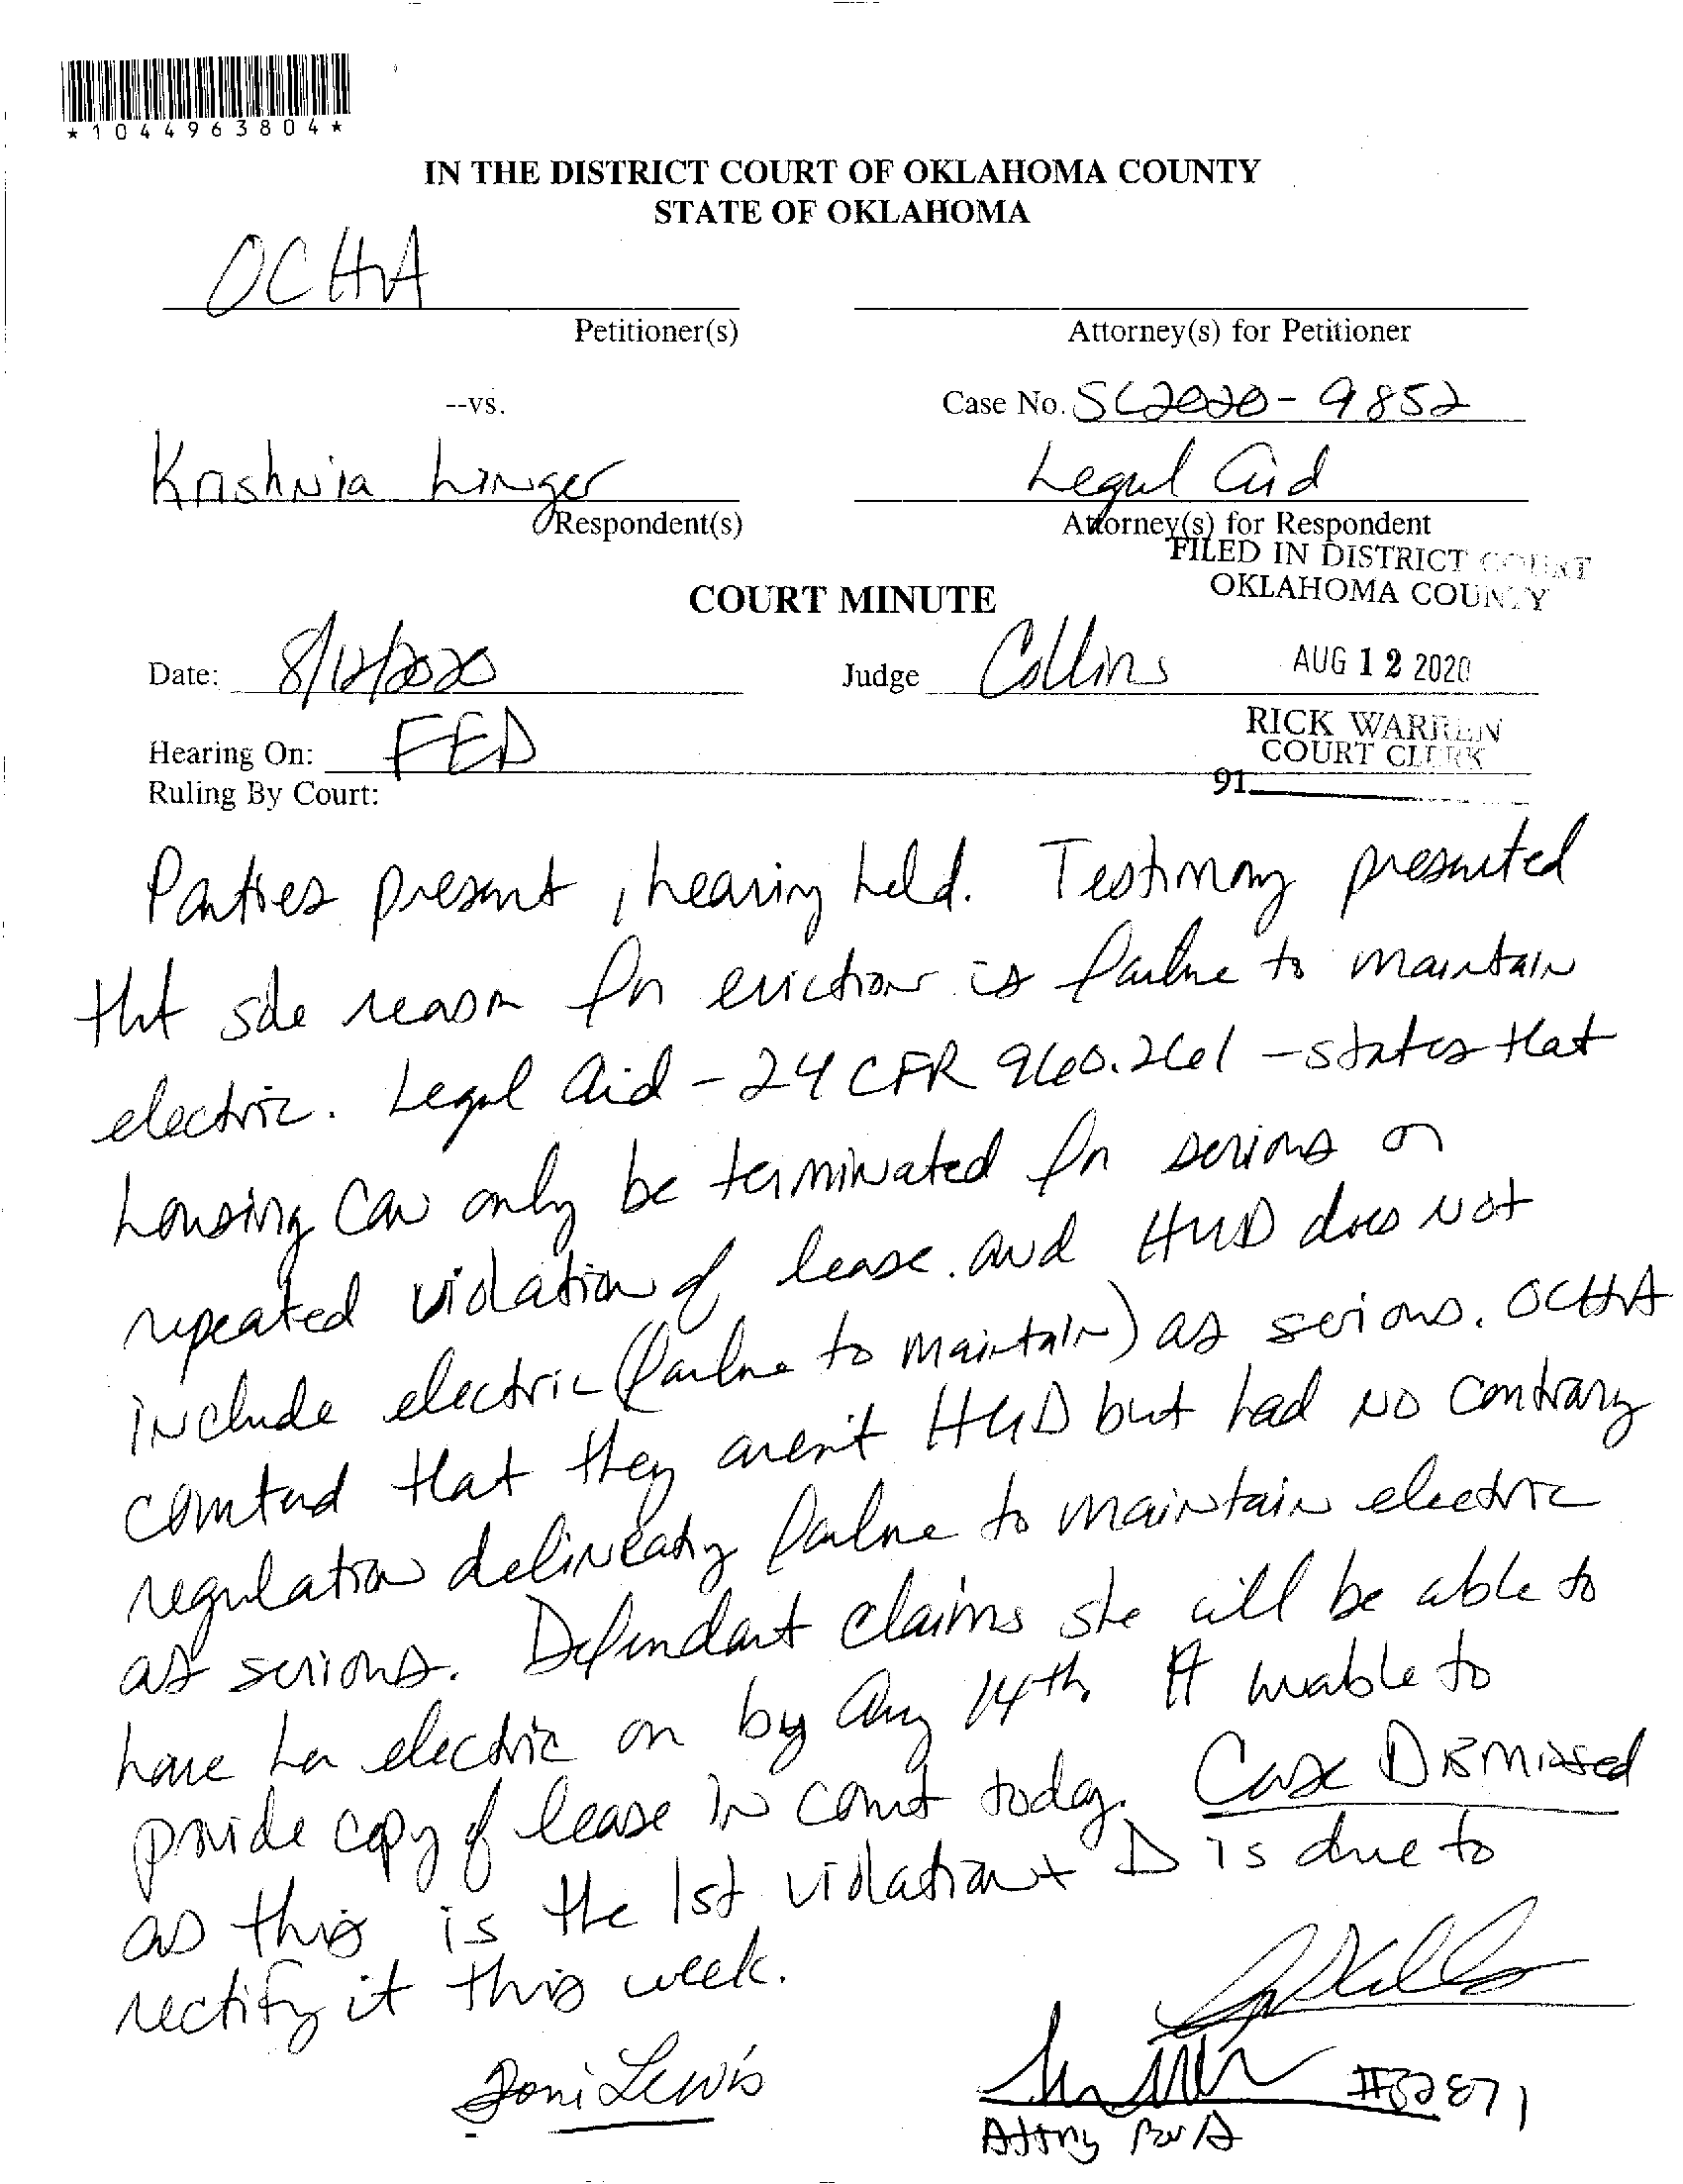 *1044963804*
IN THE DISTRICT COURT OF OKLAHOMA COUNTY
STATE OF OKLAHOMA
OCHA
Petitioner(s)
Attorney(s) for Petitioner
--vs.
Case No. SC2020-9852
Krishnia Linger
Legal Aid
Respondent(s)
Attorney(s) for Respondent
FILED IN DISTRICT COURT
OKLAHOMA COUNTY
COURT MINUTE
Date: 8/12/2020
Judge Collins
AUG 12 2020
RICK WARREN
COURT CLERK
Hearing On: FED
91
Ruling By Court:
Parties present, hearing held. Testimony presented
tht sole reason for eviction is failure to maintain
electric. Legal Aid - 24 CFR 960.261 - states that
housing can only be terminated for serious or
repeated violation of lease. and HUD does not
include electric (failure to maintain) as serious. OCHA
contend that they aren't HUD but had no contrary
regulation delineating failure to maintain electric
as serious. Defendant claims she will be able to
have her electric on by Aug 14th. π unable to
provide copy of lease in court today. Case Dismissed
as this is the 1st violation + Δ is due to
rectify it this week.
Toni Lewis
#32871
Attny for Δ